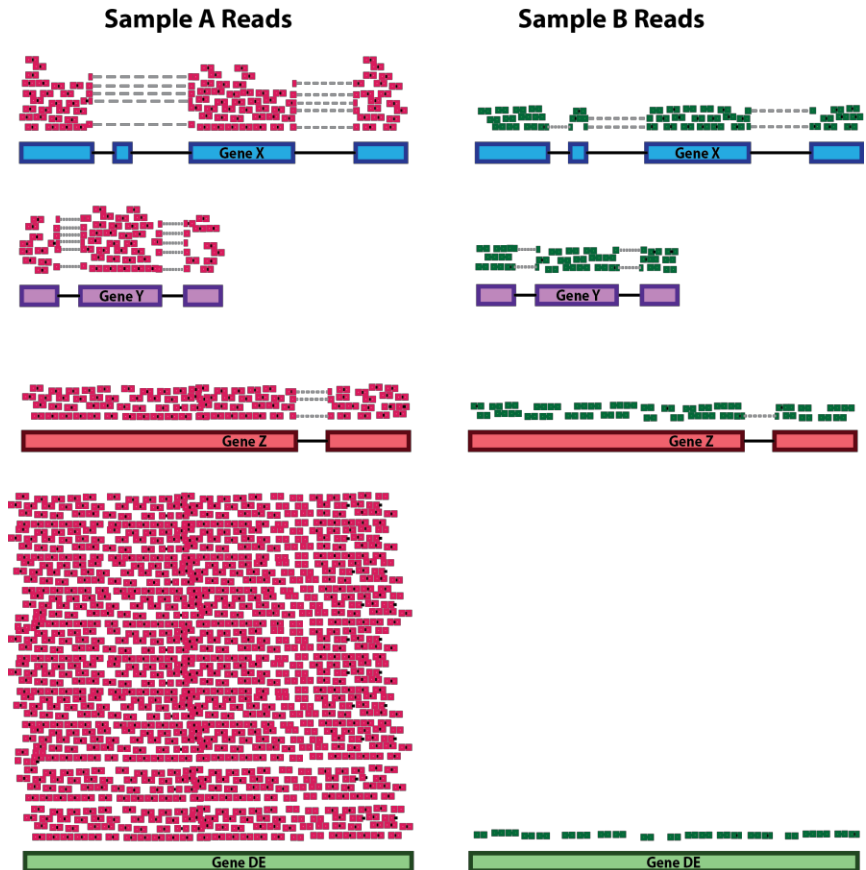 Sample A Reads
Sample B Reads
Gene X
Gene X
Gene Y
Gene Y
Gene Z
Gene Z
Gene DE
Gene DE